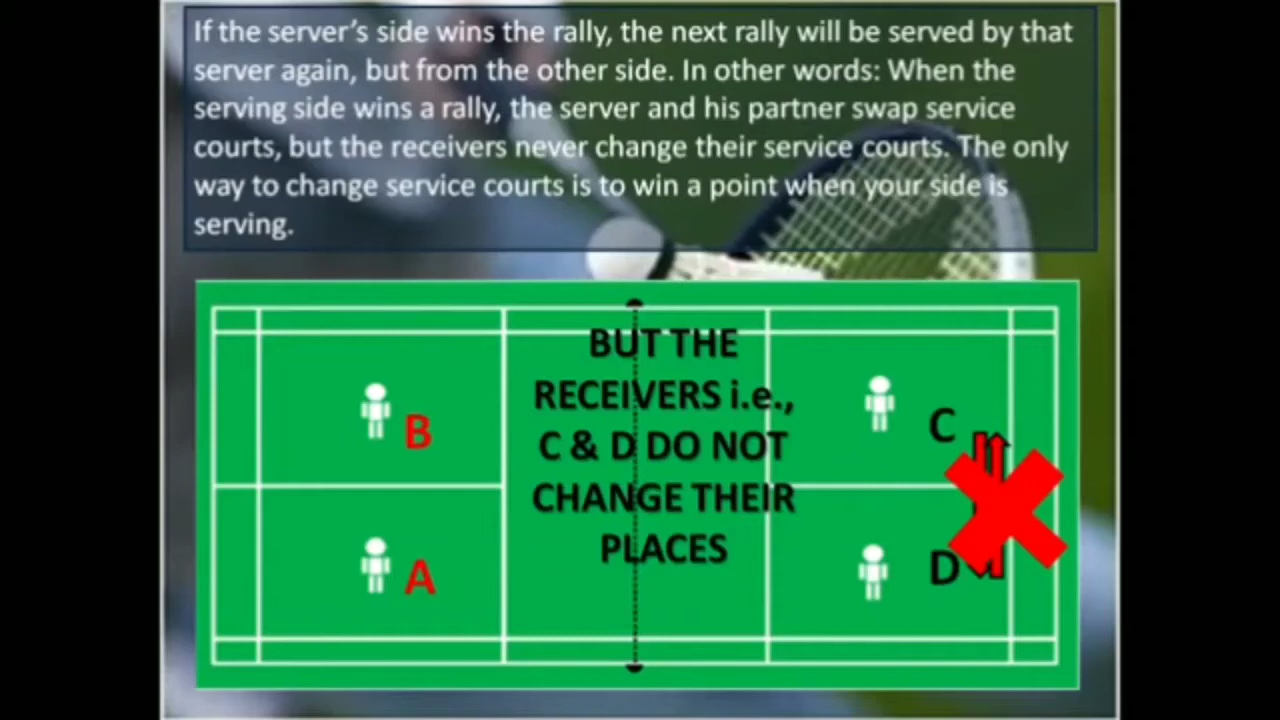 If the server’s side wins the rally, the next rally will be served by that
server again, but from the other side. In other words: When the
serving side wins a rally, the server and his partner swap service
courts, but the receivers never change their service courts. The only
way to change service courts is to win a point when your side is
serving.
BUT THE
RECEIVERS i.e.,
C & D DO NOT
CHANGE THEIR
PLACES
B
A
C
D